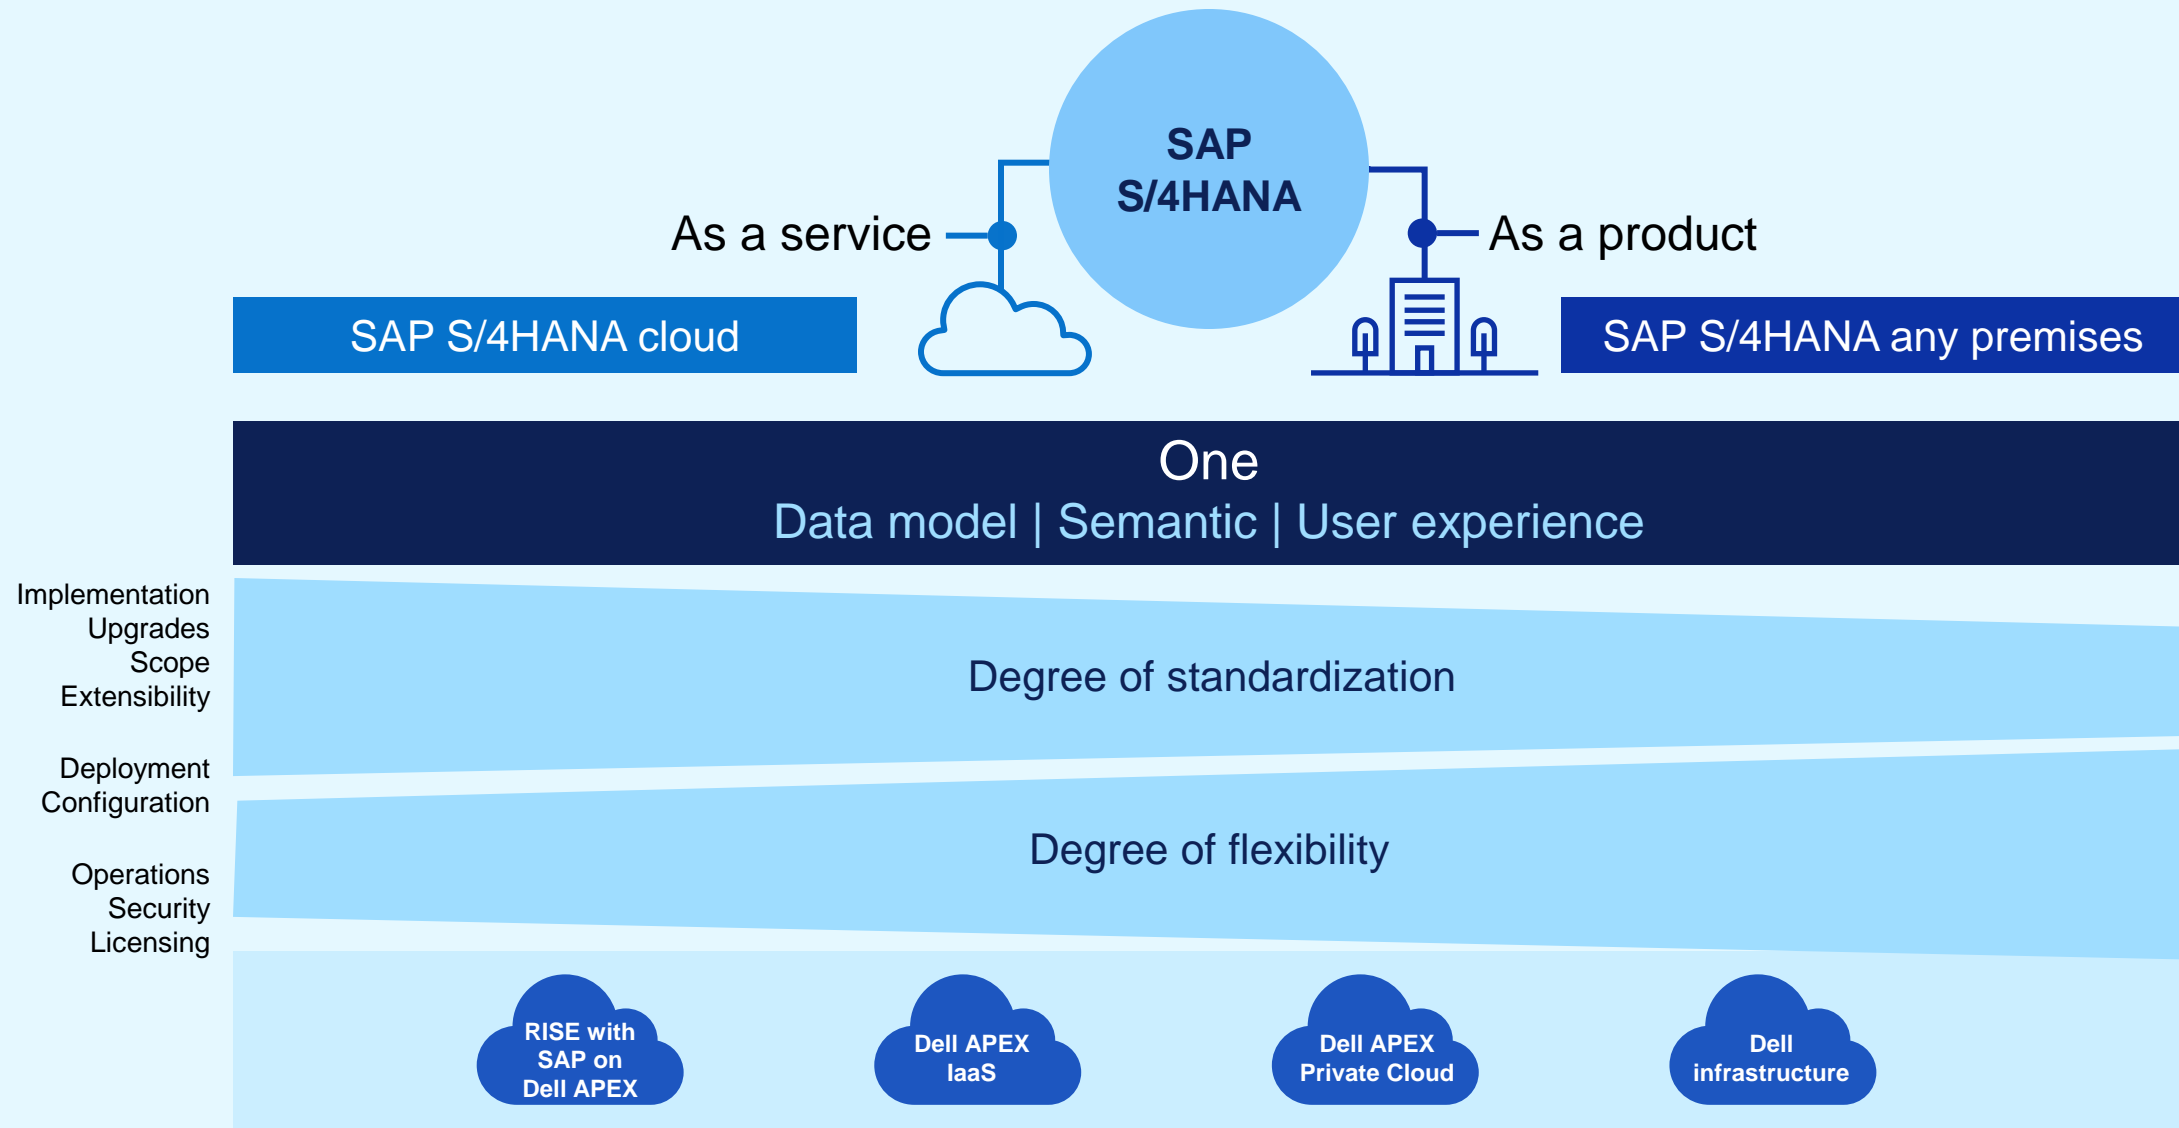 SAP
S/4HANA
As a service
As a product
SAP S/4HANA cloud
SAP S/4HANA any premises
One
Data model | Semantic | User experience
Implementation
Upgrades
Scope
Extensibility
Degree of standardization
Deployment
Configuration
Degree of flexibility
Operations
Security
Licensing
RISE with
SAP on
Dell APEX
Dell APEX
IaaS
Dell APEX
Private Cloud
Dell
infrastructure